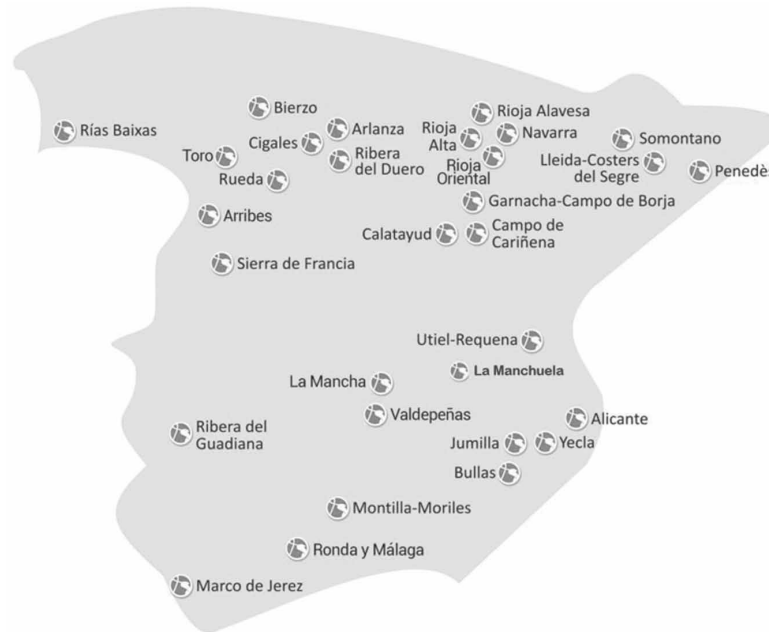 Bierzo
Rías Baixas
Arlanza
Cigales
Ribera
del Duero
Toro
Rueda
Rioja Alavesa
Rioja
Alta
Navarra
Rioja
Oriental
Somontano
Lleida-Costers
del Segre
Penedès
Garnacha-Campo de Borja
Arribes
Calatayud
Campo de
Cariñena
Sierra de Francia
Utiel-Requena
La Manchuela
La Mancha
Valdepeñas
Alicante
Ribera del
Guadiana
Jumilla
Yecla
Bullas
Montilla-Moriles
Ronda y Málaga
Marco de Jerez